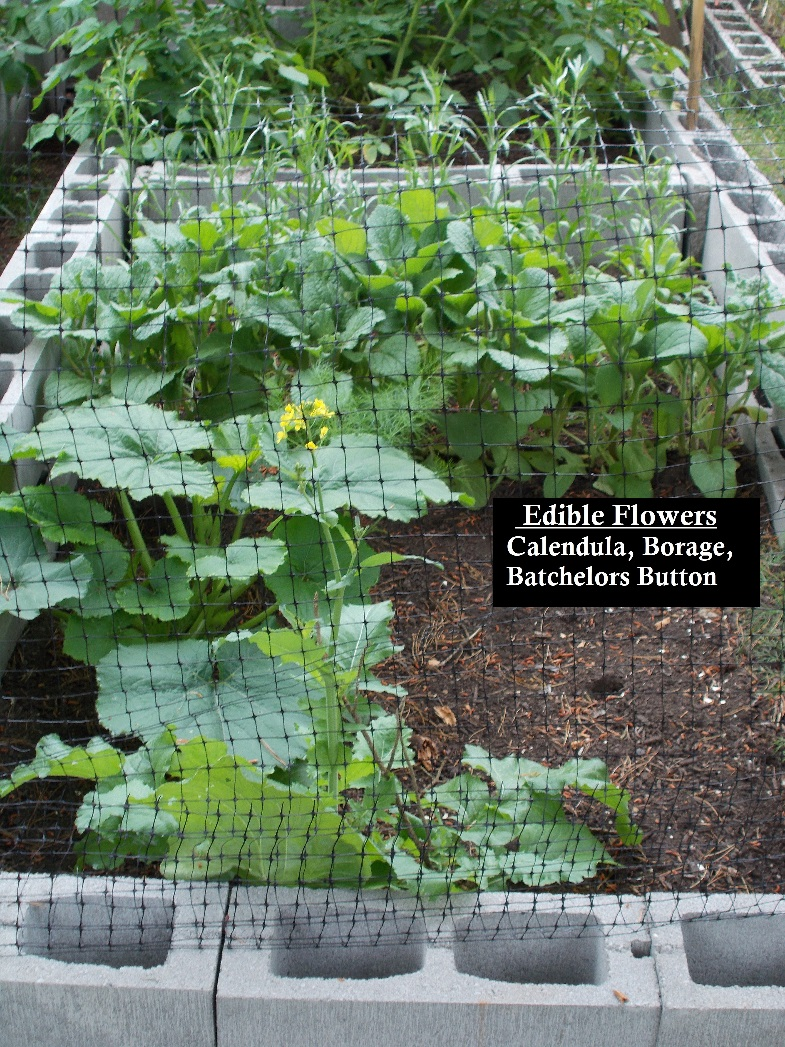 Edible Flowers
Calendula, Borage,
Batchelors Button